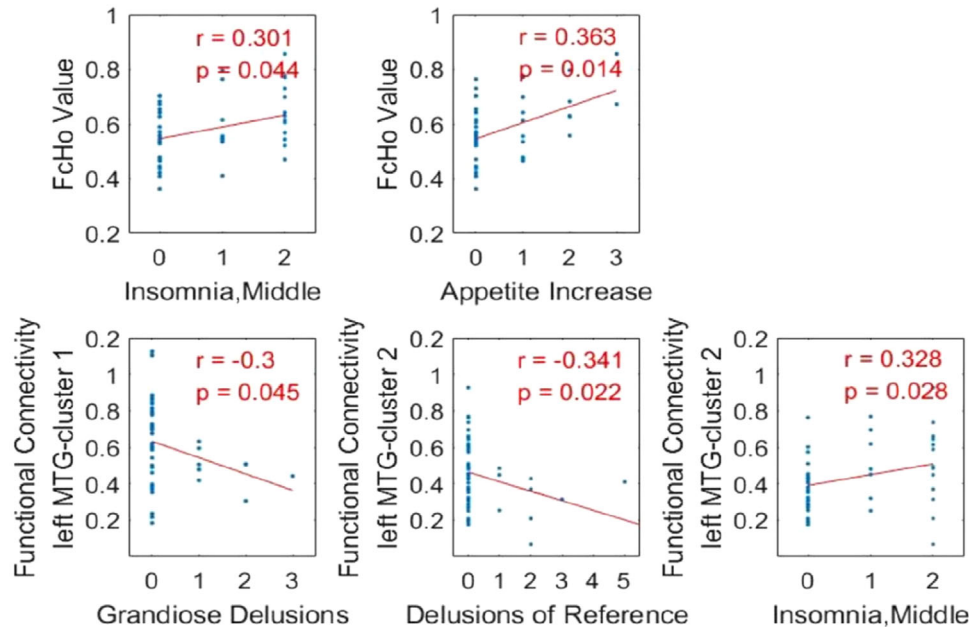 FcHo Value
1
0.8
0.6
0.4
0.2
r = 0.301
p = 0.044
0 1 2
Insomnia,Middle
FcHo Value
1
0.8
0.6
0.4
0.2
r = 0.363
p = 0.014
0 1 2 3
Appetite Increase
Functional Connectivity
left MTG-cluster 1
0.2
1
0.8
0.6
0.4
0.2
r = -0.3
p = 0.045
0 1 2 3
Grandiose Delusions
Functional Connectivity
left MTG-cluster 2
0.2
1
0.8
0.6
0.4
0.2
r = -0.341
p = 0.022
0 1 2 3 4 5
Delusions of Reference
Functional Connectivity
left MTG-cluster 2
0.2
1
0.8
0.6
0.4
0.2
r = 0.328
p = 0.028
0 1 2
Insomnia,Middle